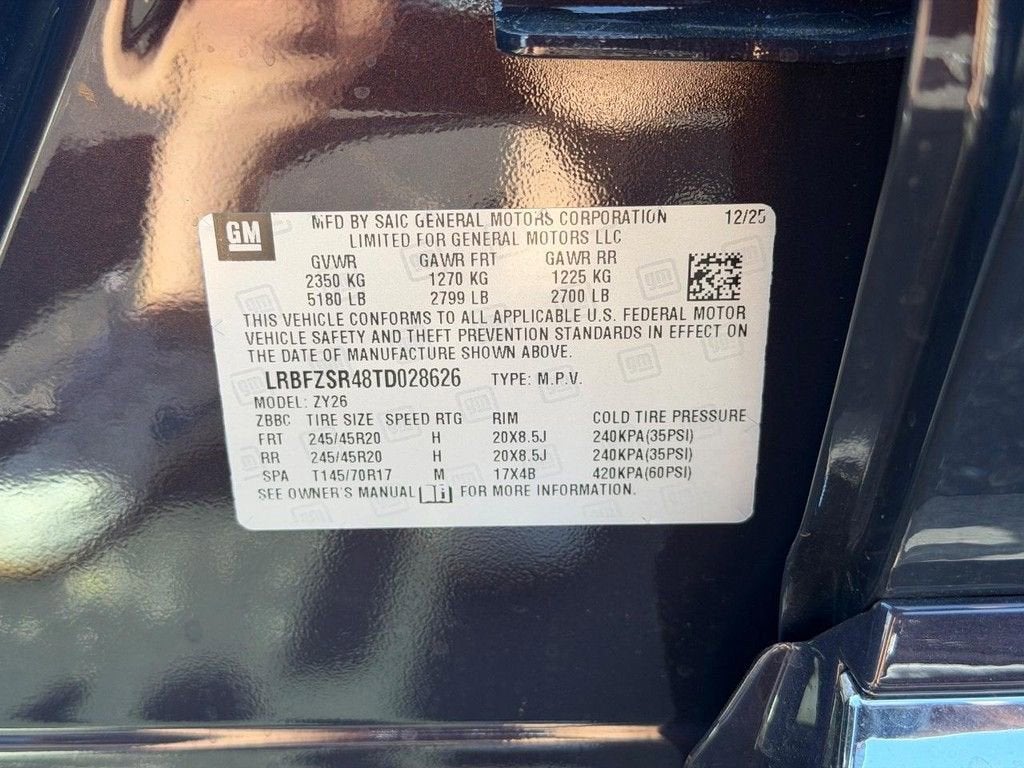 GM MFD BY SAIC GENERAL MOTORS CORPORATION 12/25
LIMITED FOR GENERAL MOTORS LLC
GVWR GAWR FRT GAWR RR
2350 KG 1270 KG 1225 KG
5180 LB 2799 LB 2700 LB
THIS VEHICLE CONFORMS TO ALL APPLICABLE U.S. FEDERAL MOTOR
VEHICLE SAFETY AND THEFT PREVENTION STANDARDS IN EFFECT ON
THE DATE OF MANUFACTURE SHOWN ABOVE.
LRBFZSR48TD028626 TYPE: M.P.V.
MODEL: ZY26
ZBBC TIRE SIZE SPEED RTG RIM COLD TIRE PRESSURE
FRT 245/45R20 H 20X8.5J 240KPA(35PSI)
RR 245/45R20 H 20X8.5J 240KPA(35PSI)
SPA T145/70R17 M 17X4B 420KPA(60PSI)
SEE OWNER'S MANUAL FOR MORE INFORMATION.